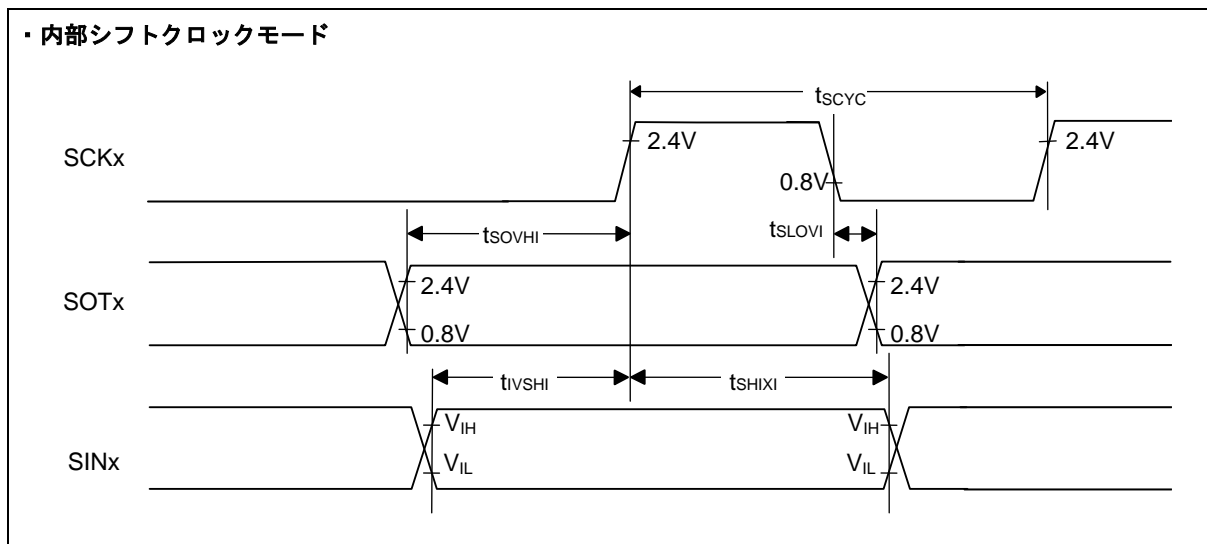 ・内部シフトクロックモード
tSCYC
SCKx
2.4V
2.4V
0.8V
tSOVHI
tSLOVI
SOTx
2.4V
2.4V
0.8V
0.8V
tIVSHI
tSHIXI
SINx
VIH
VIH
VIL
VIL